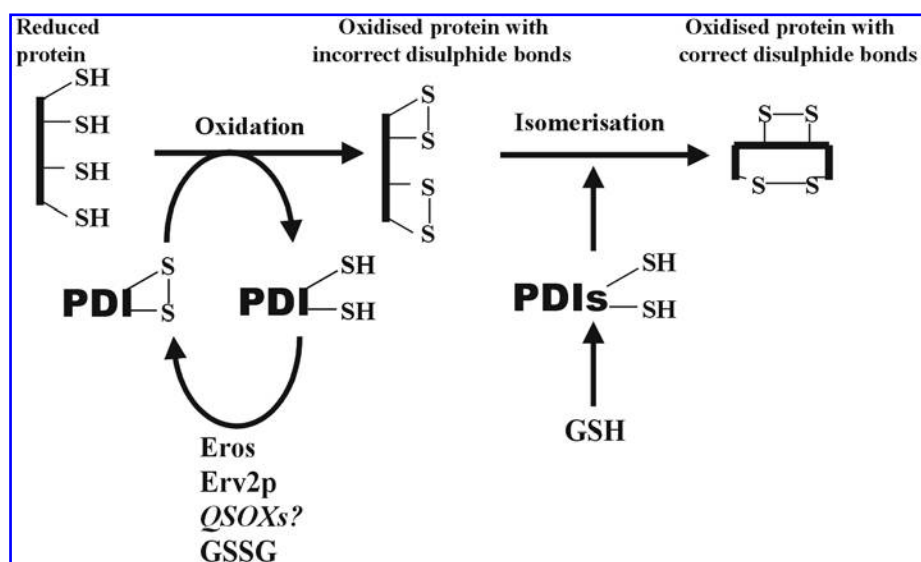 Reduced
protein
Oxidised protein with
incorrect disulphide bonds
Oxidised protein with
correct disulphide bonds
SH
SH
SH
SH
Oxidation
S
S
S
S
Isomerisation
S S
S S
PDI
S
S
PDI
SH
SH
PDIs
SH
SH
GSH
Eros
Erv2p
QSOXs?
GSSG